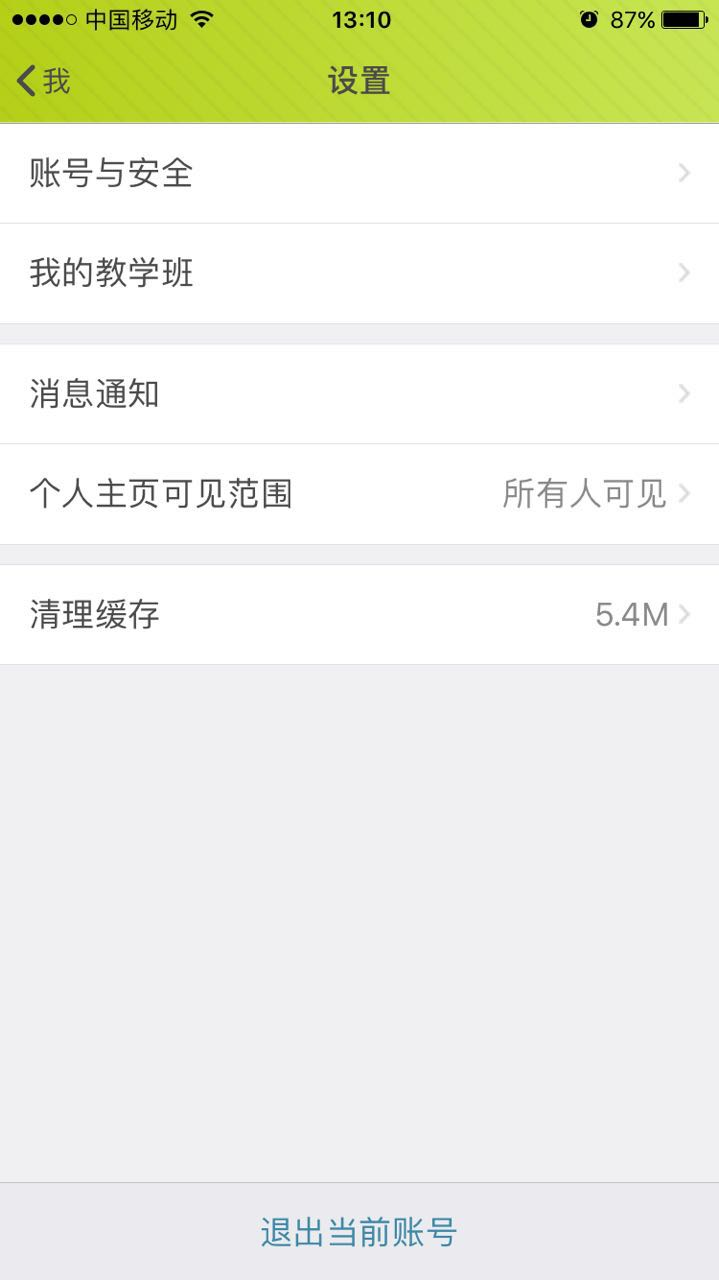 中国移动 13:10 87%
我 设置
账号与安全
我的教学班
消息通知
个人主页可见范围 所有人可见
清理缓存 5.4M
退出当前账号